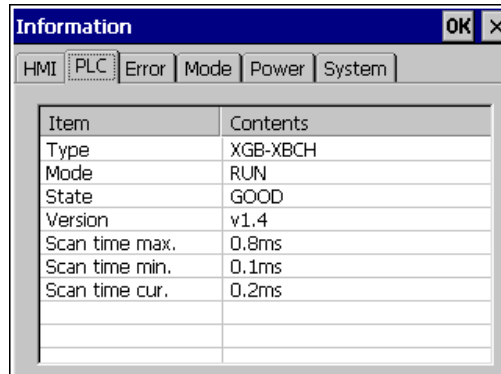 Information OK ×
HMI PLC Error Mode Power System
Item Contents
Type XGB-XBCH
Mode RUN
State GOOD
Version v1.4
Scan time max. 0.8ms
Scan time min. 0.1ms
Scan time cur. 0.2ms